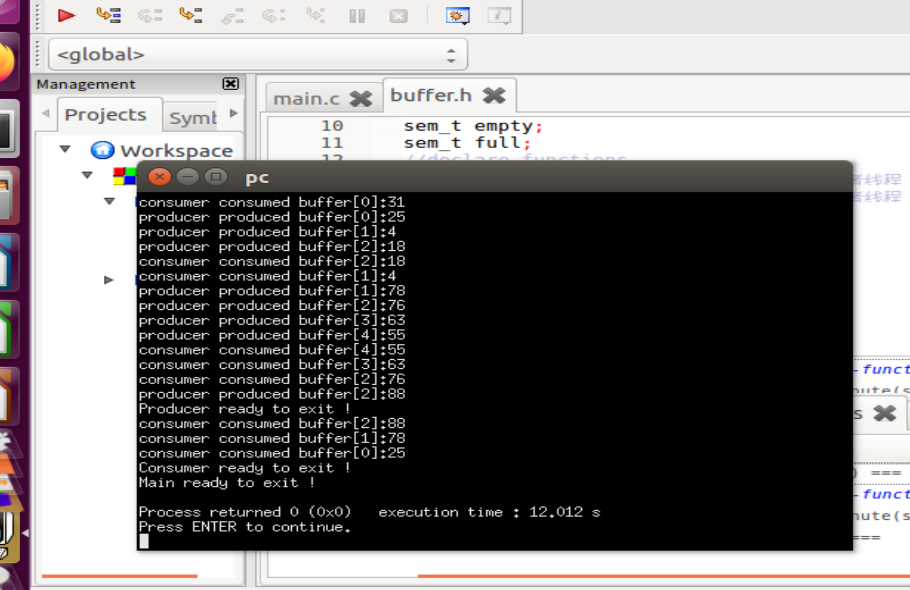 <global>
Management
Projects
Workspace
main.c
buffer.h
10 sem_t empty;
11 sem_t full;
12 //declare functions
者线程
者线程
pc
consumer consumed buffer[0]:31
producer produced buffer[0]:25
producer produced buffer[1]:4
producer produced buffer[2]:18
consumer consumed buffer[2]:18
consumer consumed buffer[1]:4
producer produced buffer[1]:78
producer produced buffer[2]:76
producer produced buffer[3]:63
producer produced buffer[4]:55
consumer consumed buffer[4]:55
consumer consumed buffer[3]:63
consumer consumed buffer[2]:76
producer produced buffer[2]:88
Producer ready to exit !
consumer consumed buffer[2]:88
consumer consumed buffer[1]:78
consumer consumed buffer[0]:25
Consumer ready to exit !
Main ready to exit !
Process returned 0 (0x0) execution time : 12.012 s
Press ENTER to continue.
-funct
s
) ===
-funct
nute(s
===